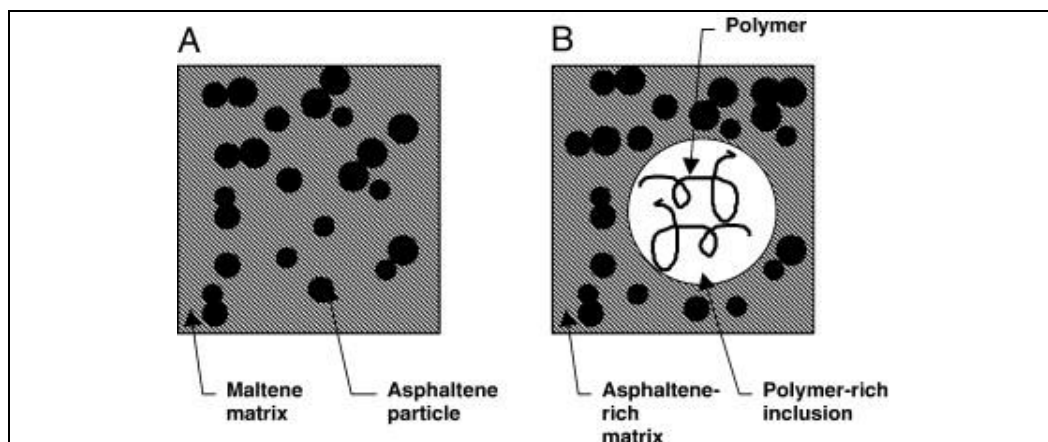 A
B
Polymer
Maltene
matrix
Asphaltene
particle
Asphaltene-
rich
matrix
Polymer-rich
inclusion